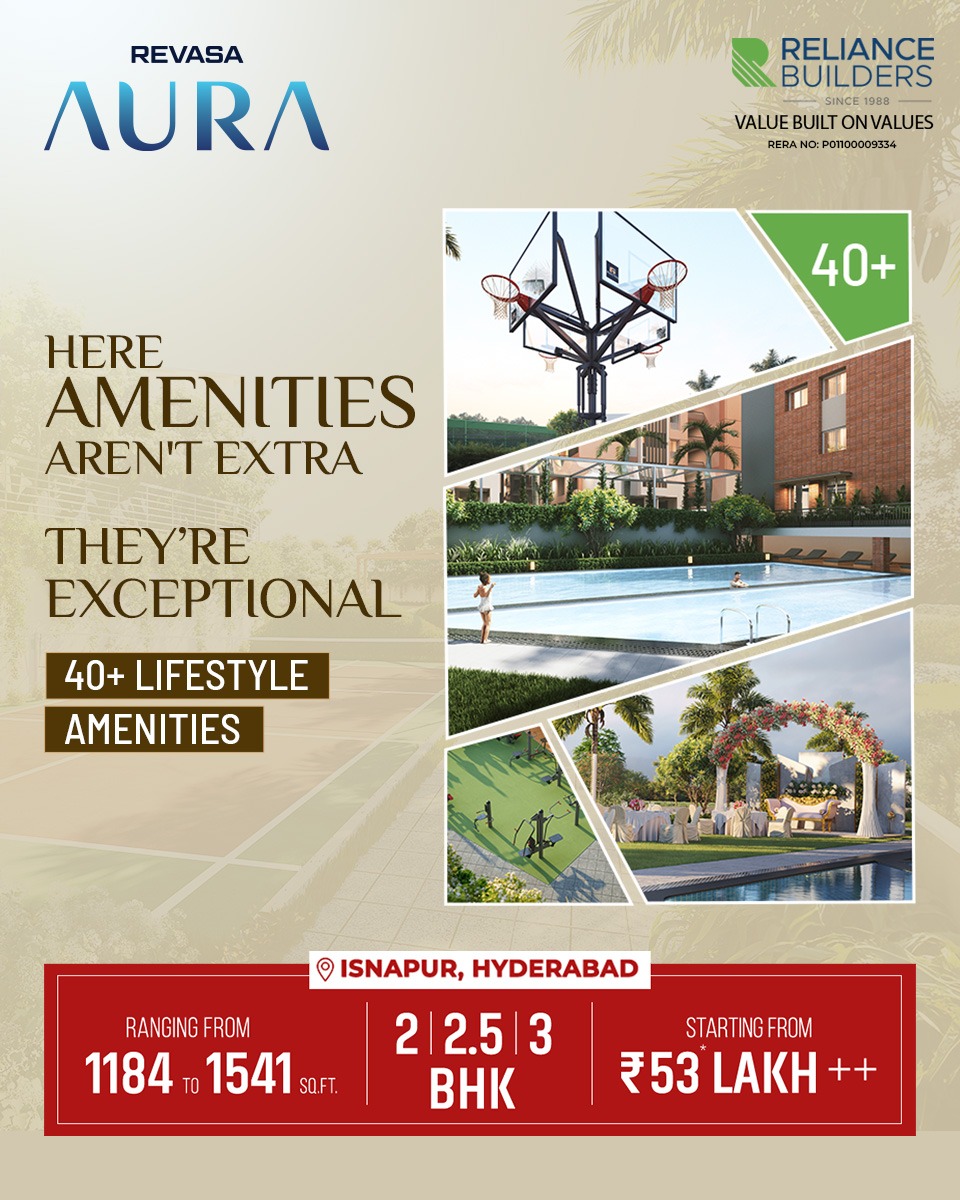 REVASA
AURA
RELIANCE
BUILDERS
SINCE 1988
VALUE BUILT ON VALUES
RERA NO: P01100009334
40+
HERE
AMENITIES
AREN'T EXTRA
THEY’RE
EXCEPTIONAL
40+ LIFESTYLE
AMENITIES
ISNAPUR, HYDERABAD
RANGING FROM
1184 TO 1541 SQ.FT.
2 | 2.5 | 3
BHK
STARTING FROM
₹53* LAKH ++